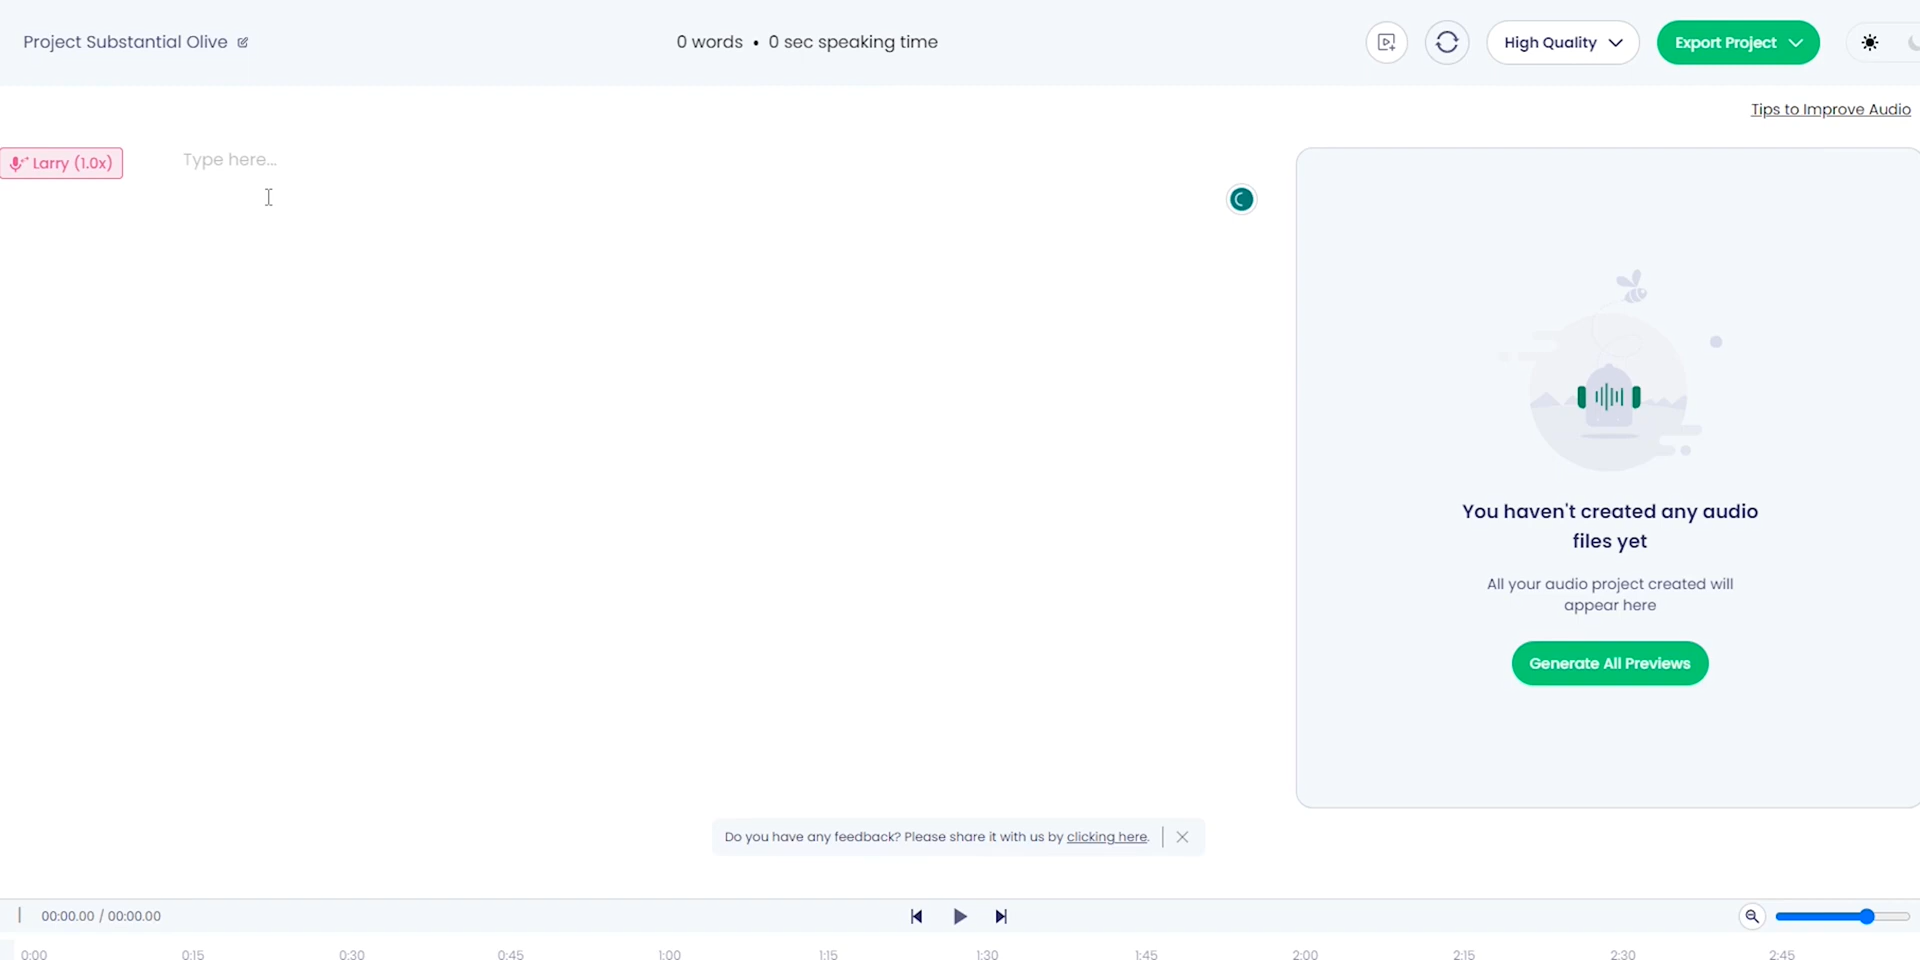 Project Substantial Olive
0 words • 0 sec speaking time
High Quality
Export Project
Tips to Improve Audio
Larry (1.0x)
Type here...
You haven't created any audio
files yet
All your audio project created will
appear here
Generate All Previews
Do you have any feedback? Please share it with us by clicking here.
00:00.00 / 00:00.00
0:00 0:15 0:30 0:45 1:00 1:15 1:30 1:45 2:00 2:15 2:30 2:45